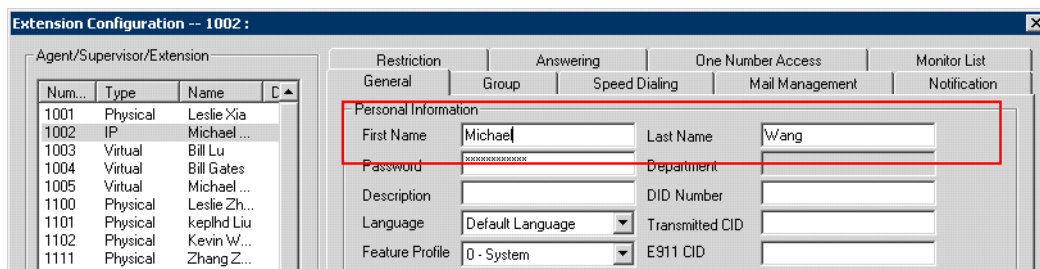 Extension Configuration -- 1002 :
Agent/Supervisor/Extension
Num... Type Name
1001 Physical Leslie Xia
1002 IP Michael ...
1003 Virtual Bill Lu
1004 Virtual Bill Gates
1005 Virtual Michael ...
1100 Physical Leslie Zh...
1101 Physical keplhd Liu
1102 Physical Kevin W...
1111 Physical Zhang Z...
Restriction Answering One Number Access Monitor List
General Group Speed Dialing Mail Management Notification
Personal Information
First Name Michael Last Name Wang
Password xxxxxxxxxxxx Department
Description DID Number
Language Default Language Transmitted CID
Feature Profile 0 - System E911 CID